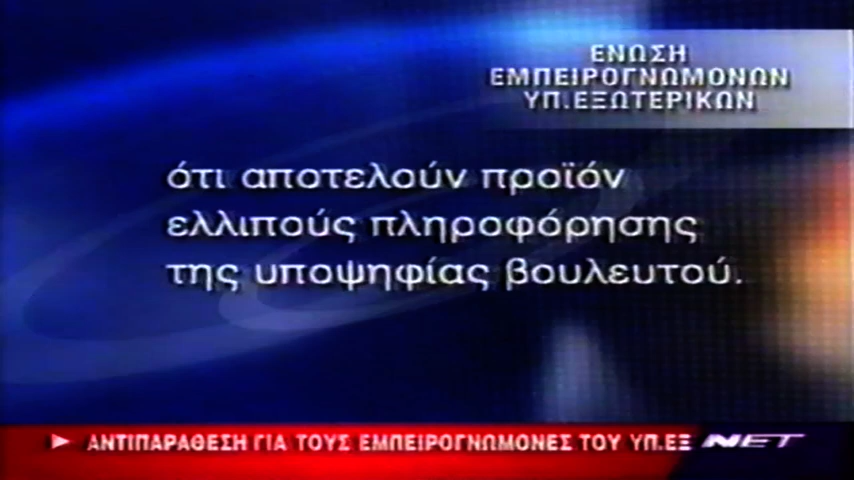 ΕΝΩΣΗ
ΕΜΠΕΙΡΟΓΝΩΜΟΝΩΝ
ΥΠ.ΕΞΩΤΕΡΙΚΩΝ
ότι αποτελούν προϊόν
ελλιπούς πληροφόρησης
της υποψηφίας βουλευτού.
ΑΝΤΙΠΑΡΑΘΕΣΗ ΓΙΑ ΤΟΥΣ ΕΜΠΕΙΡΟΓΝΩΜΟΝΕΣ ΤΟΥ ΥΠ.ΕΞ NET